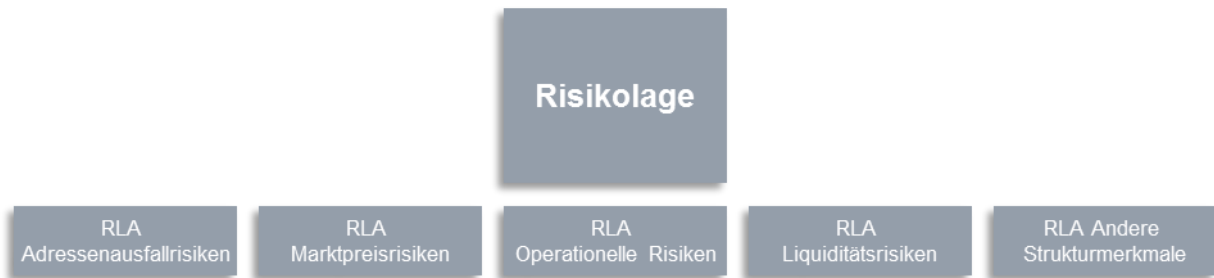 Risikolage
RLA
Adressenausfallrisiken
RLA
Marktpreisrisiken
RLA
Operationelle Risiken
RLA
Liquiditätsrisiken
RLA Andere
Strukturmerkmale